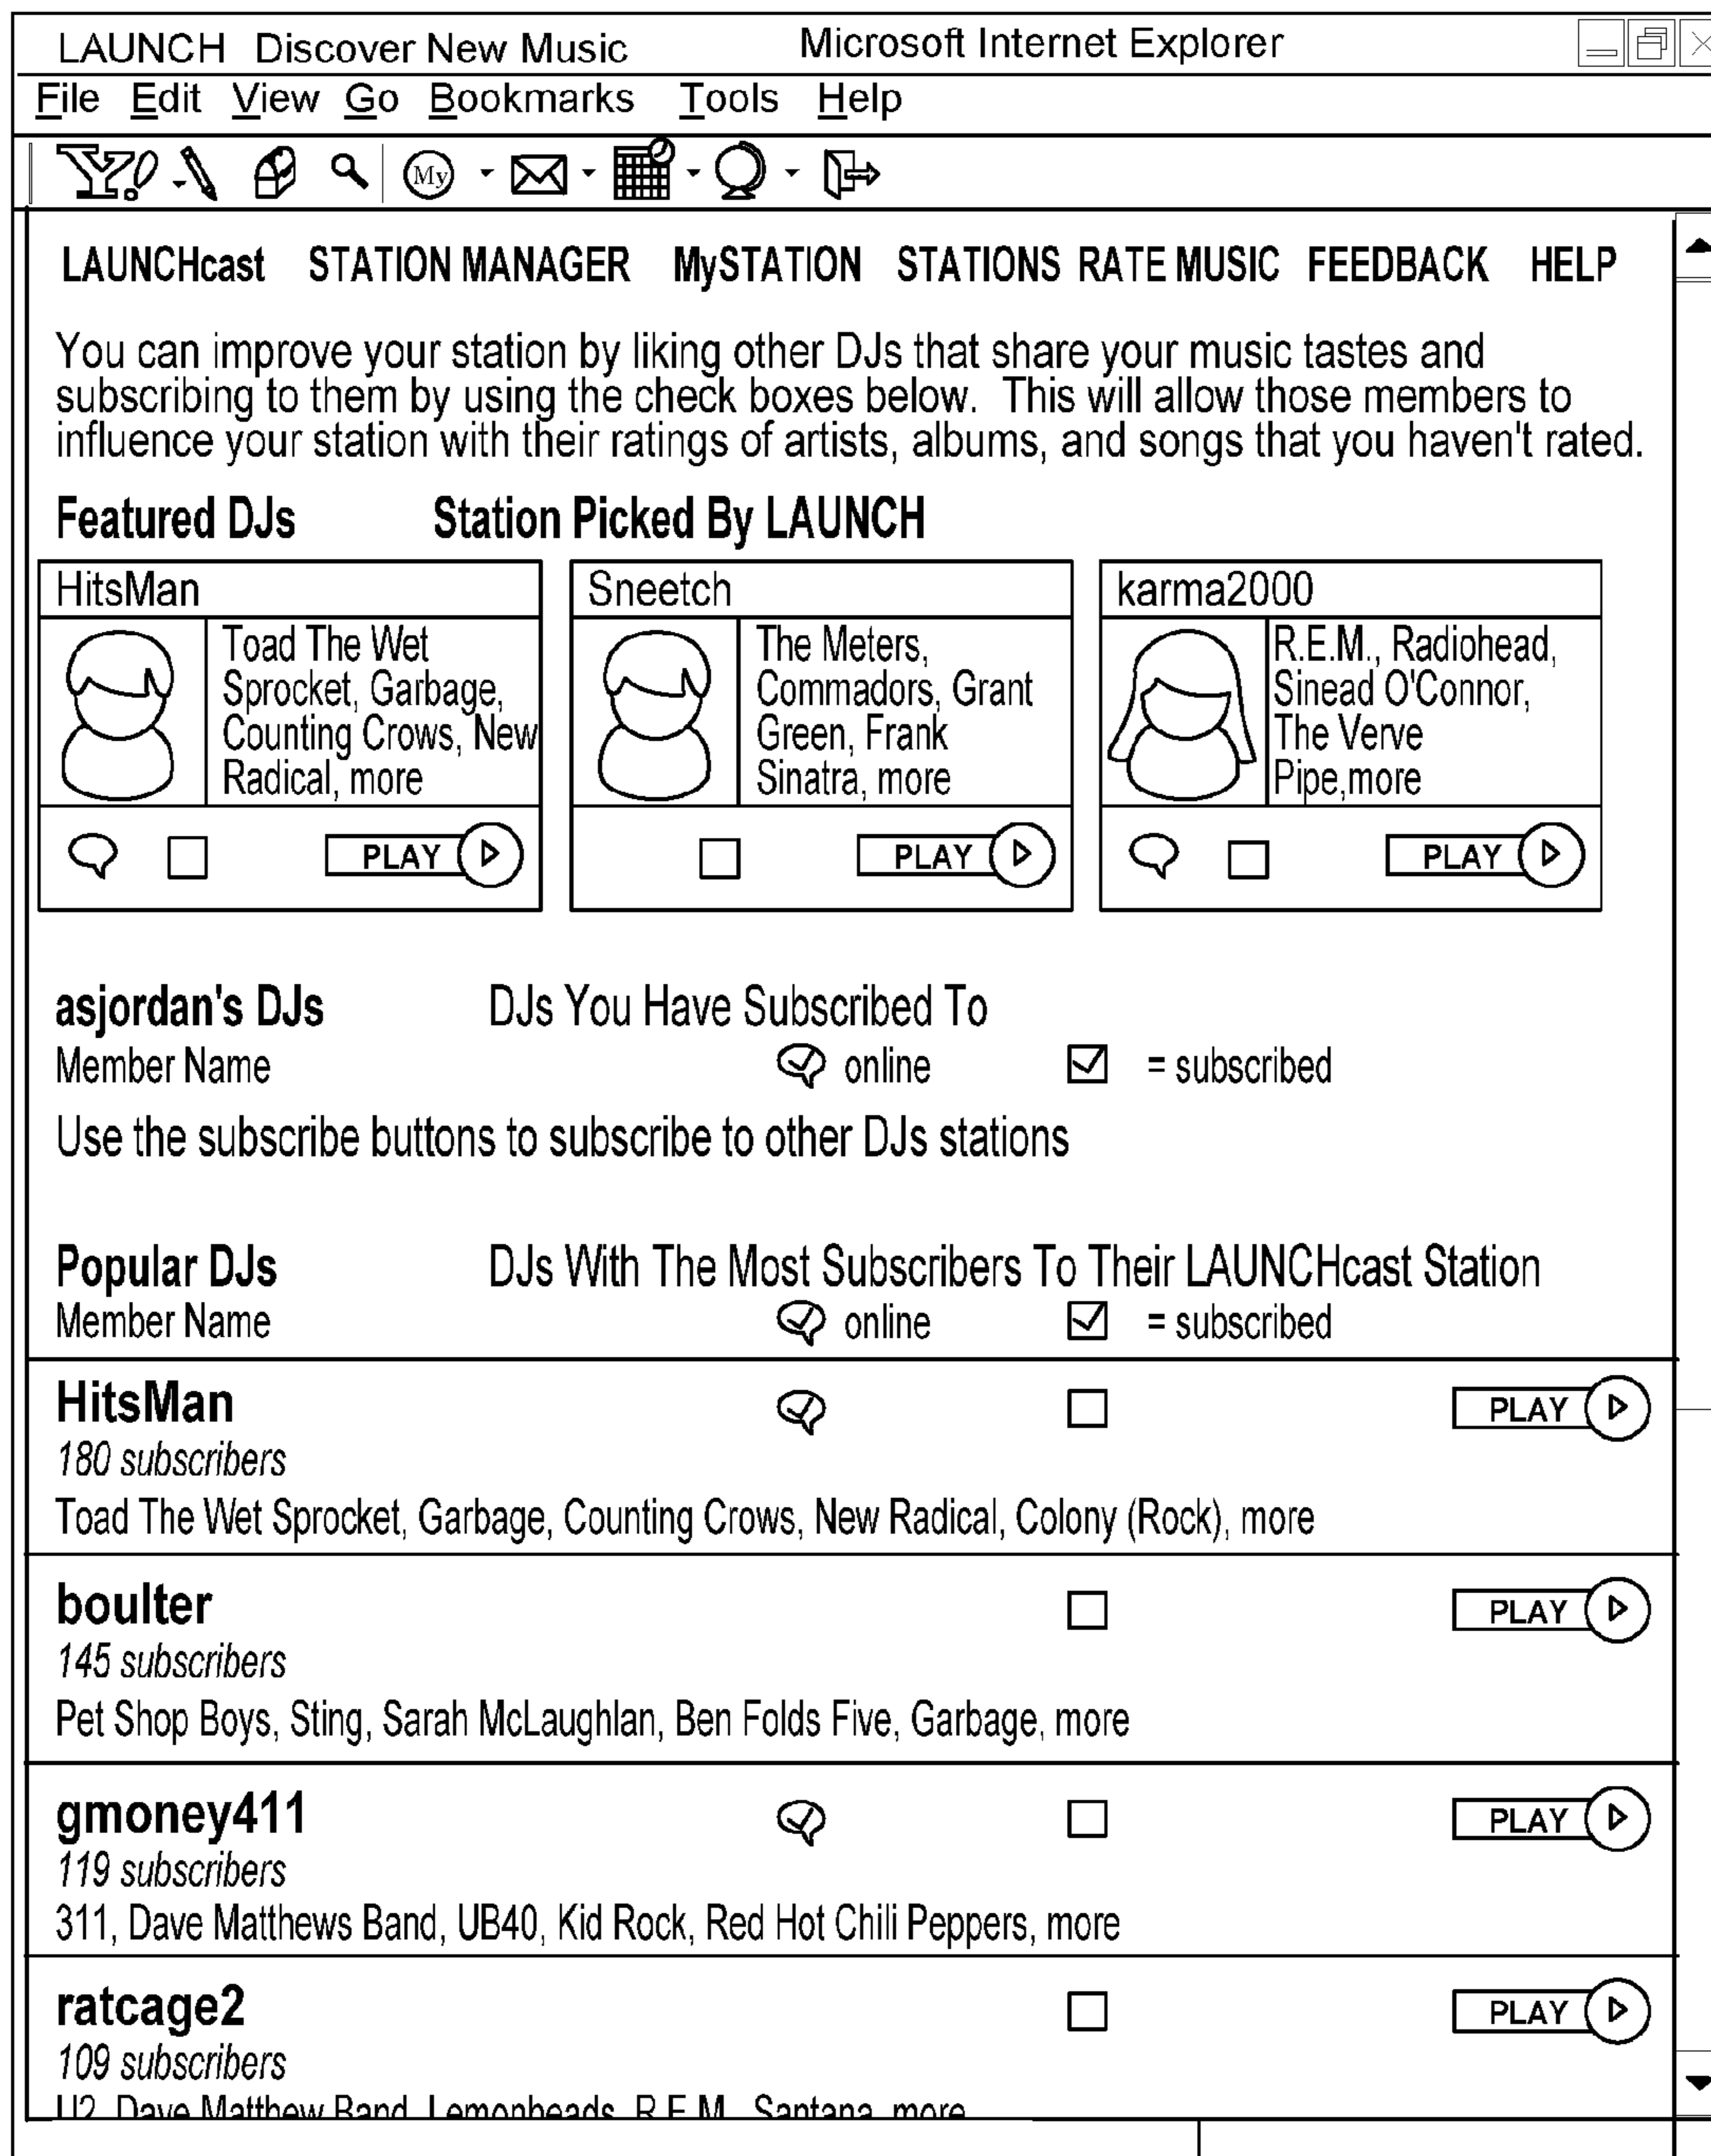 LAUNCH Discover New Music Microsoft Internet Explorer
File Edit View Go Bookmarks Tools Help
Y! My
LAUNCHcast STATION MANAGER MySTATION STATIONS RATE MUSIC FEEDBACK HELP
You can improve your station by liking other DJs that share your music tastes and
subscribing to them by using the check boxes below. This will allow those members to
influence your station with their ratings of artists, albums, and songs that you haven't rated.
Featured DJs Station Picked By LAUNCH
HitsMan
Toad The Wet
Sprocket, Garbage,
Counting Crows, New
Radical, more
PLAY
Sneetch
The Meters,
Commadors, Grant
Green, Frank
Sinatra, more
PLAY
karma2000
R.E.M., Radiohead,
Sinead O'Connor,
The Verve
Pipe,more
PLAY
asjordan's DJs DJs You Have Subscribed To
Member Name online = subscribed
Use the subscribe buttons to subscribe to other DJs stations
Popular DJs DJs With The Most Subscribers To Their LAUNCHcast Station
Member Name online = subscribed
HitsMan PLAY
180 subscribers
Toad The Wet Sprocket, Garbage, Counting Crows, New Radical, Colony (Rock), more
boulter PLAY
145 subscribers
Pet Shop Boys, Sting, Sarah McLaughlan, Ben Folds Five, Garbage, more
gmoney411 PLAY
119 subscribers
311, Dave Matthews Band, UB40, Kid Rock, Red Hot Chili Peppers, more
ratcage2 PLAY
109 subscribers
U2, Dave Matthew Band, Lemonheads, R.E.M., Santana, more